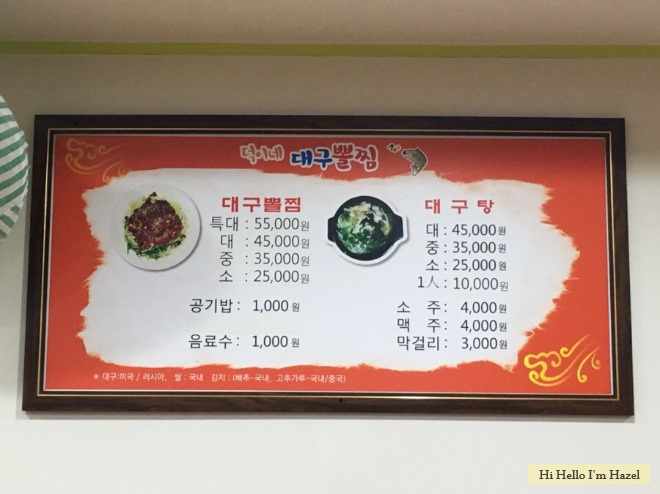 덕이네 대구뽈찜
대구뽈찜
특대 : 55,000원
대 : 45,000원
중 : 35,000원
소 : 25,000원
공기밥 : 1,000원
음료수 : 1,000원
대구탕
대 : 45,000원
중 : 35,000원
소 : 25,000원
1人 : 10,000원
소 주 : 4,000원
맥 주 : 4,000원
막걸리 : 3,000원
※ 대구:미국 / 러시아, 쌀 : 국내 김치 : (배추-국내, 고추가루-국내/중국)
Hi Hello I'm Hazel